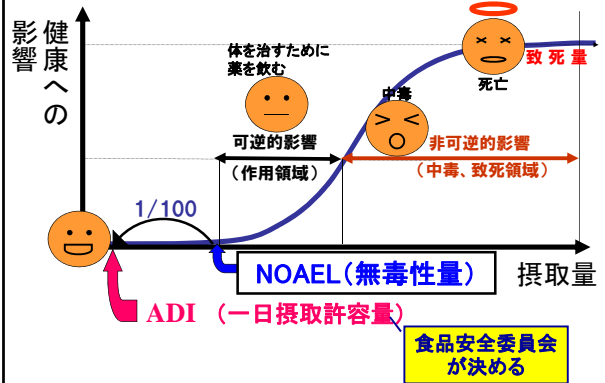 健康への
影響
体を治すために
薬を飲む
可逆的影響
(作用領域)
中毒
死亡
致死量
非可逆的影響
(中毒、致死領域)
1/100
NOAEL(無毒性量)
摂取量
ADI (一日摂取許容量)
食品安全委員会
が決める